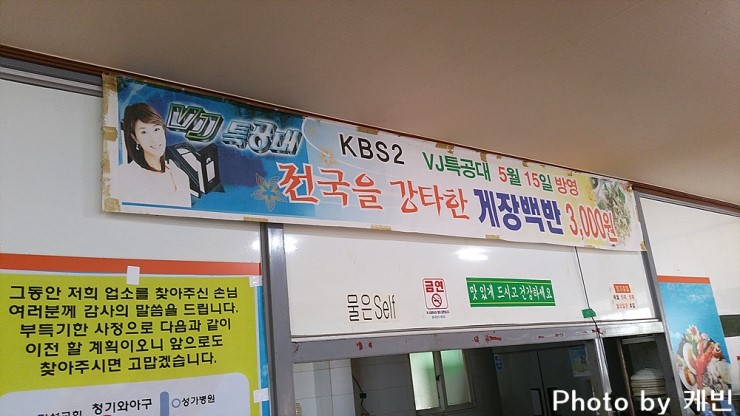 VJ 특공대
KBS2 VJ특공대 5월 15일 방영
전국을 강타한 게장백반 3,000원
그동안 저희 업소를 찾아주신 손님
여러분께 감사의 말씀을 드립니다.
부득기한 사정으로 다음과 같이
이전 할 계획이오니 앞으로도
찾아주시면 고맙겠습니다.
청기와아구
성가병원
물은Self
금연
맛있게 드시고 건강하세요
Photo by 케빈